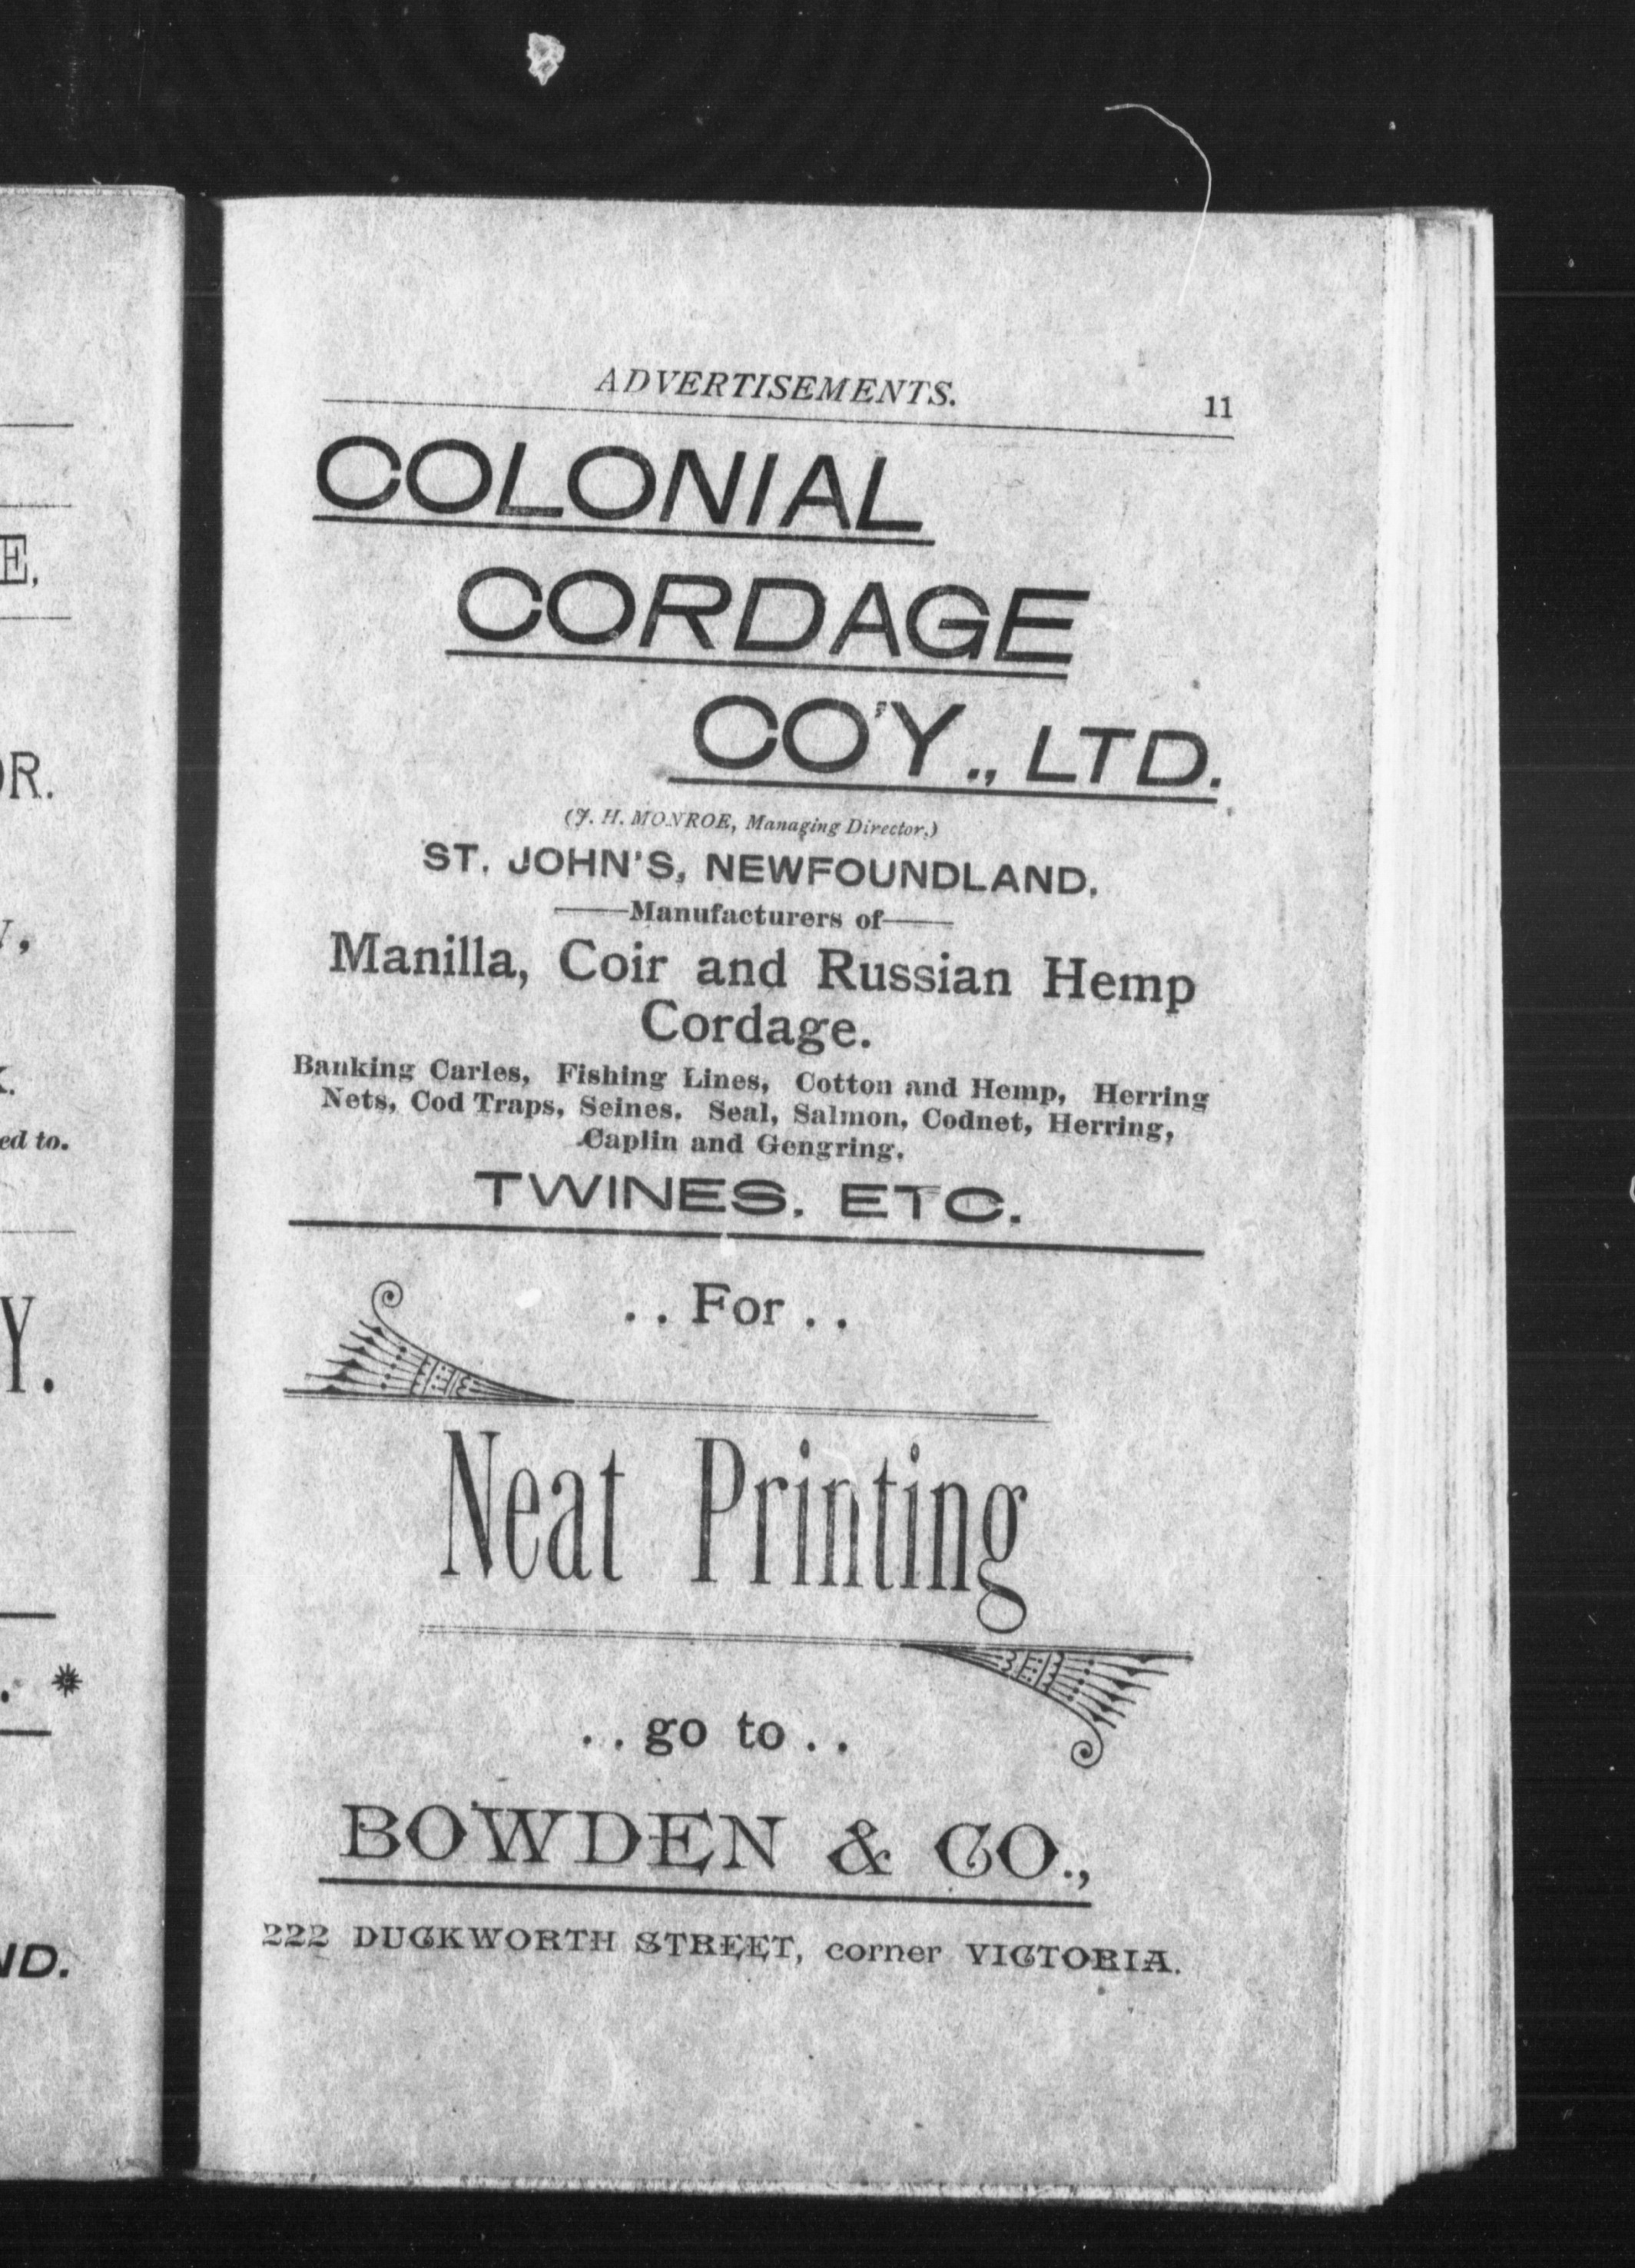 ADVERTISEMENTS. 11
COLONIAL
CORDAGE
CO'Y., LTD.
(J. H. MONROE, Managing Director.)
ST. JOHN'S, NEWFOUNDLAND.
Manufacturers of
Manilla, Coir and Russian Hemp
Cordage.
Banking Carles, Fishing Lines, Cotton and Hemp, Herring
Nets, Cod Traps, Seines. Seal, Salmon, Codnet, Herring,
Caplin and Gengring.
TWINES. ETC.
. . For . .
Neat Printing
. . go to . .
BOWDEN & CO.,
222 DUCKWORTH STREET, corner VICTORIA.
E,
R.
,
.
ed to.
Y.
. *
ND.